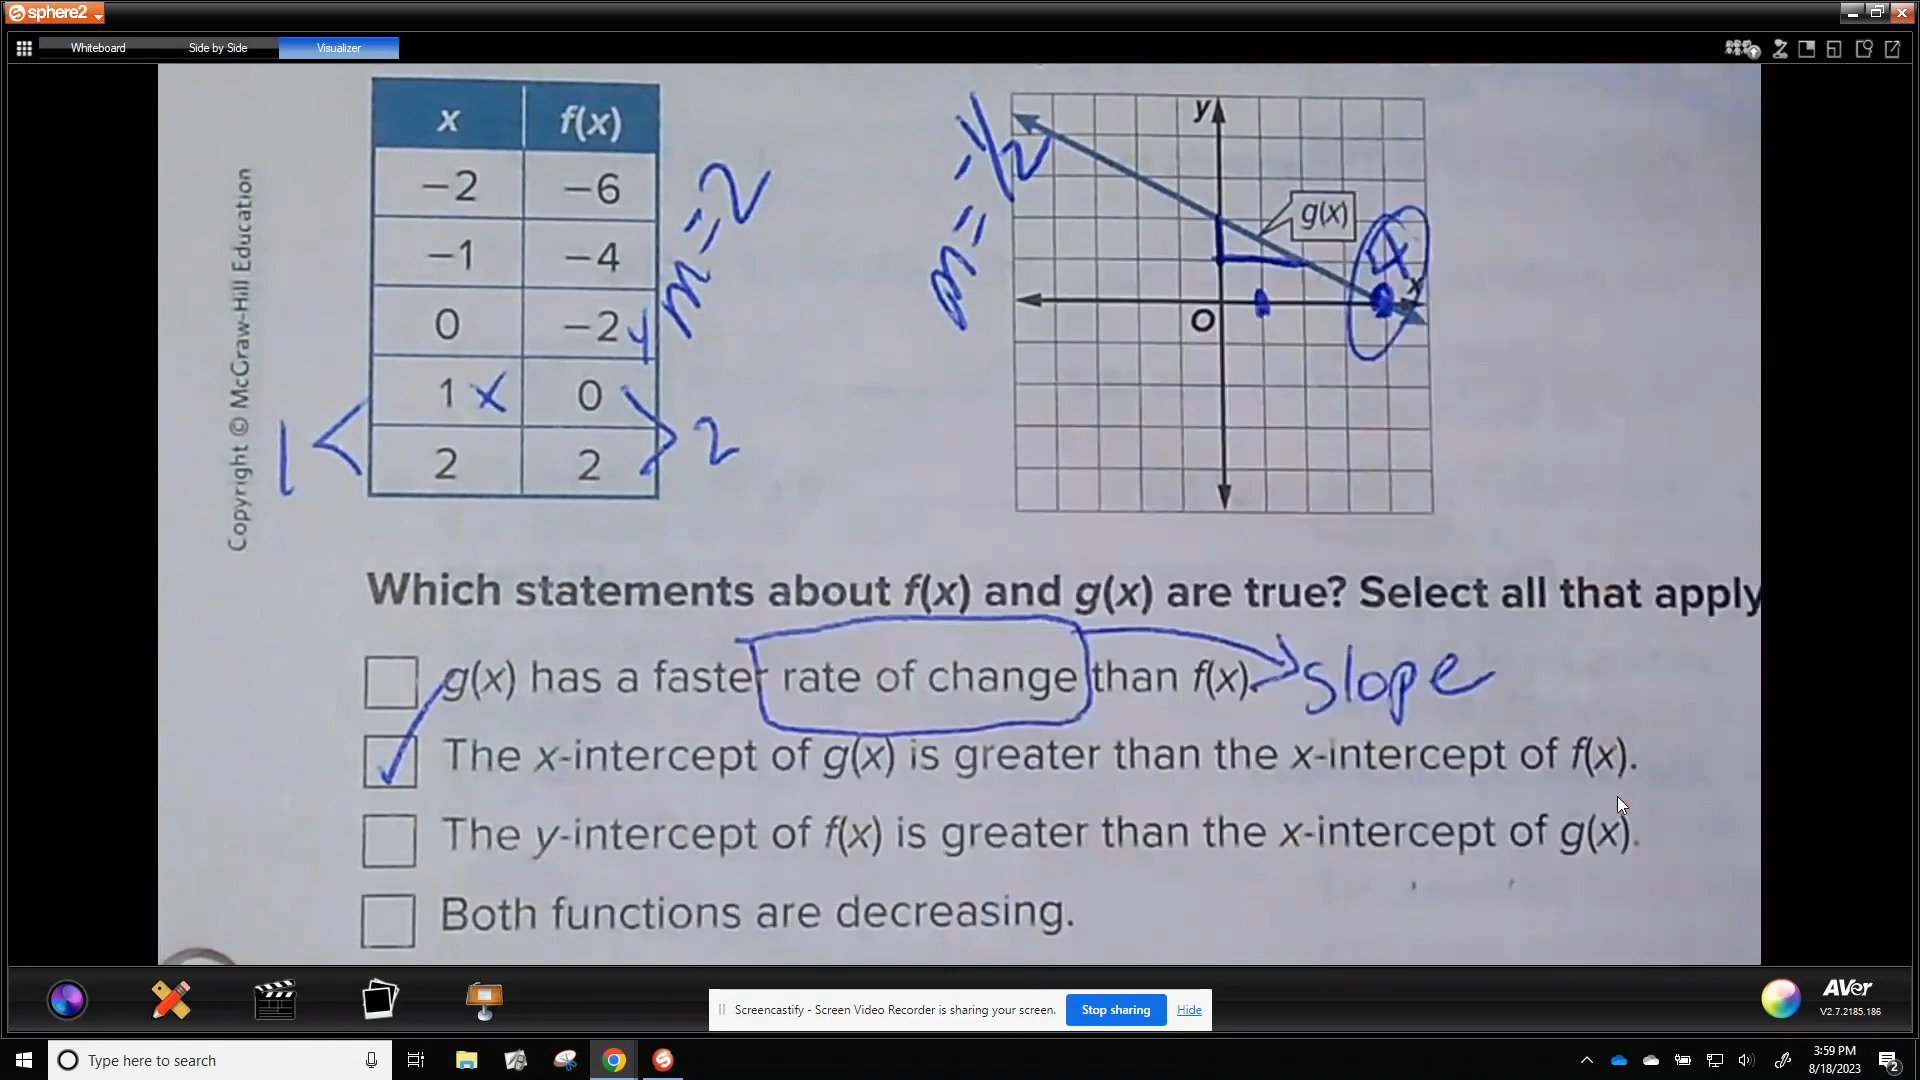 sphere2
Whiteboard Side by Side Visualizer
Copyright © McGraw-Hill Education
x f(x)
−2 −6
−1 −4
0 −2 y
1 x 0
2 2
1
2
m=2
m= -1/2
y
g(x)
4
x
O
Which statements about f(x) and g(x) are true? Select all that apply
g(x) has a faster rate of change than f(x). slope
The x-intercept of g(x) is greater than the x-intercept of f(x).
The y-intercept of f(x) is greater than the x-intercept of g(x).
Both functions are decreasing.
Screencastify - Screen Video Recorder is sharing your screen. Stop sharing Hide
AVer
V2.7.2185.186
Type here to search
3:59 PM
8/18/2023
2